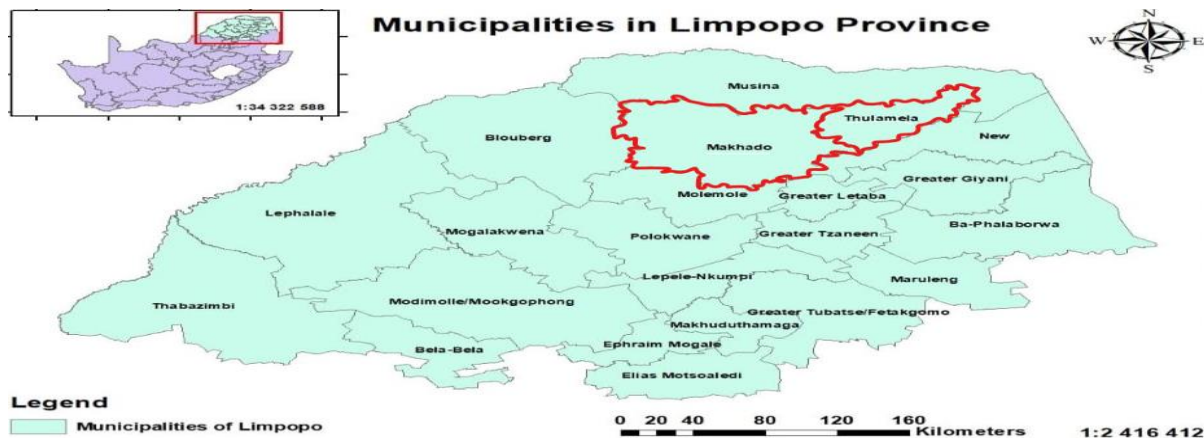 Municipalities in Limpopo Province
N
W E
S
1:34 322 588
Musina
Thulamela
Blouberg
New
Makhado
Greater Giyani
Molemole
Greater Letaba
Lephalale
Ba-Phalaborwa
Mogalakwena
Polokwane
Greater Tzaneen
Lepele-Nkumpi
Maruleng
Thabazimbi
Modimolle/Mookgophong
Greater Tubatse/Fetakgomo
Makhuduthamaga
Bela-Bela
Ephraim Mogale
Elias Motsoaledi
Legend
Municipalities of Limpopo
0 20 40 80 120 160
Kilometers
1:2 416 412